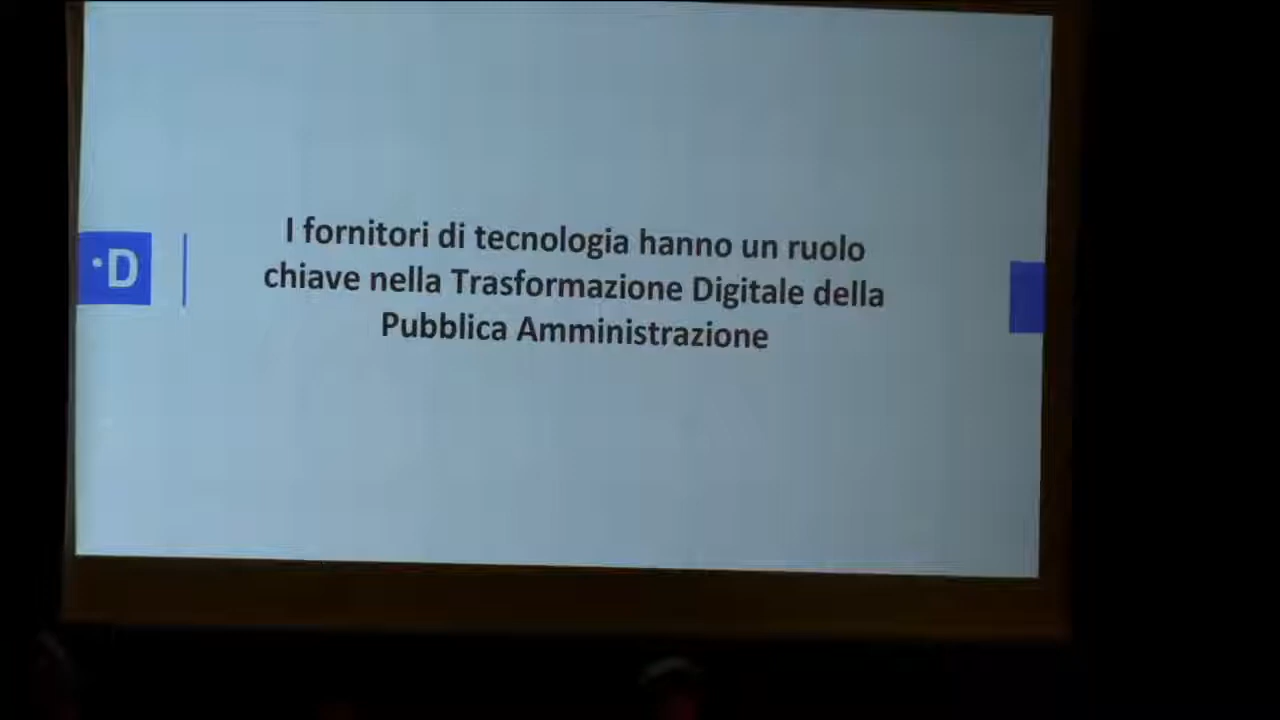 ·D
I fornitori di tecnologia hanno un ruolo
chiave nella Trasformazione Digitale della
Pubblica Amministrazione